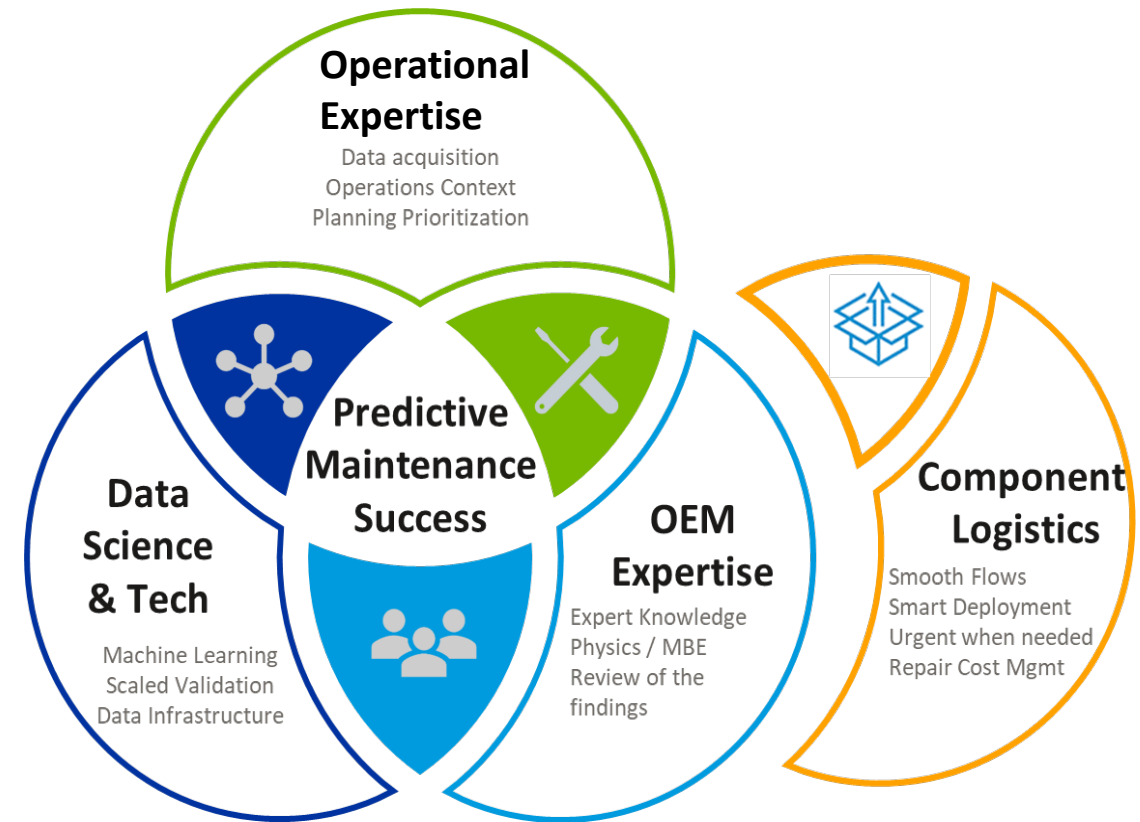 Operational
Expertise
Data acquisition
Operations Context
Planning Prioritization
Predictive
Maintenance
Success
Data
Science
& Tech
Machine Learning
Scaled Validation
Data Infrastructure
OEM
Expertise
Expert Knowledge
Physics / MBE
Review of the
findings
Component
Logistics
Smooth Flows
Smart Deployment
Urgent when needed
Repair Cost Mgmt